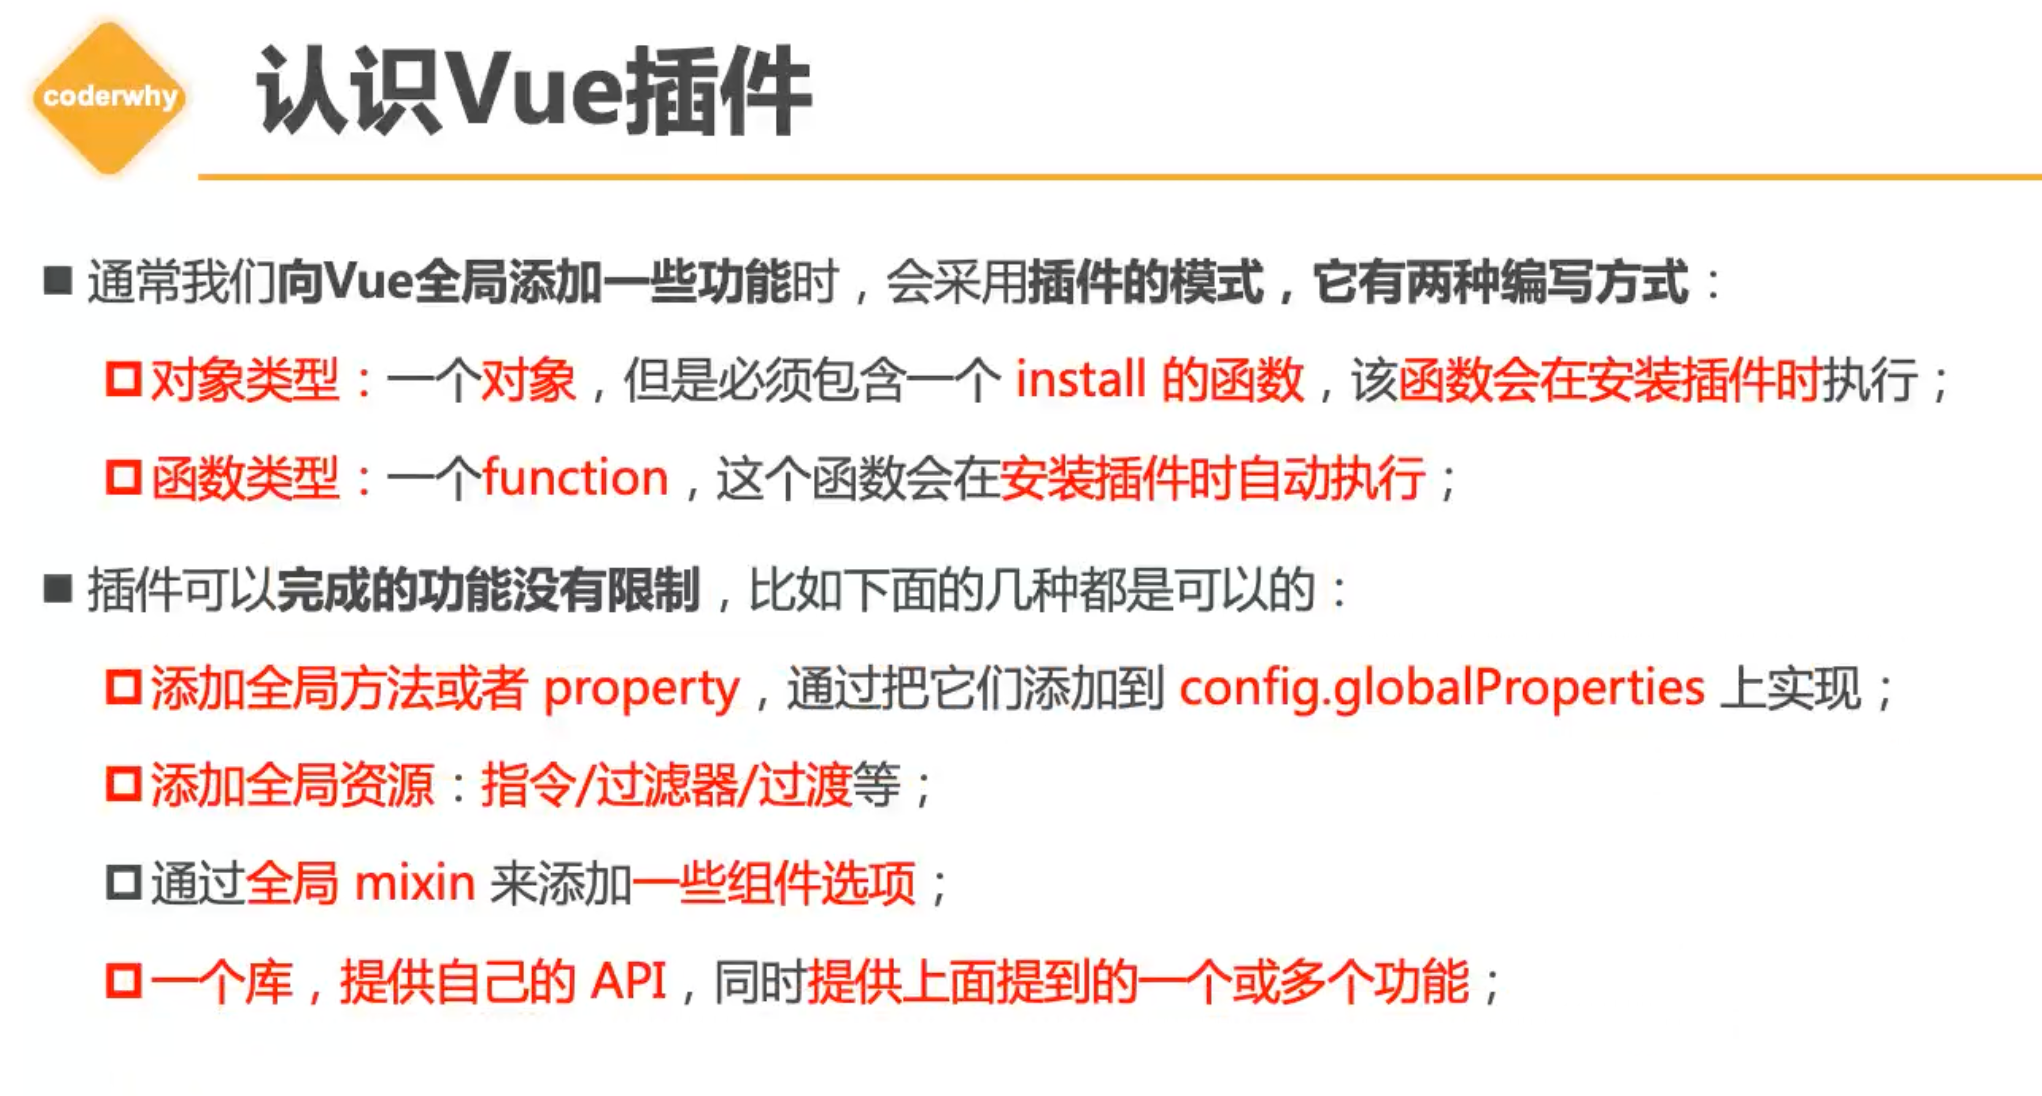 coderwhy
认识Vue插件
通常我们向Vue全局添加一些功能时，会采用插件的模式，它有两种编写方式：
对象类型：一个对象，但是必须包含一个 install 的函数，该函数会在安装插件时执行；
函数类型：一个function，这个函数会在安装插件时自动执行；
插件可以完成的功能没有限制，比如下面的几种都是可以的：
添加全局方法或者 property，通过把它们添加到 config.globalProperties 上实现；
添加全局资源：指令/过滤器/过渡等；
通过全局 mixin 来添加一些组件选项；
一个库，提供自己的 API，同时提供上面提到的一个或多个功能；